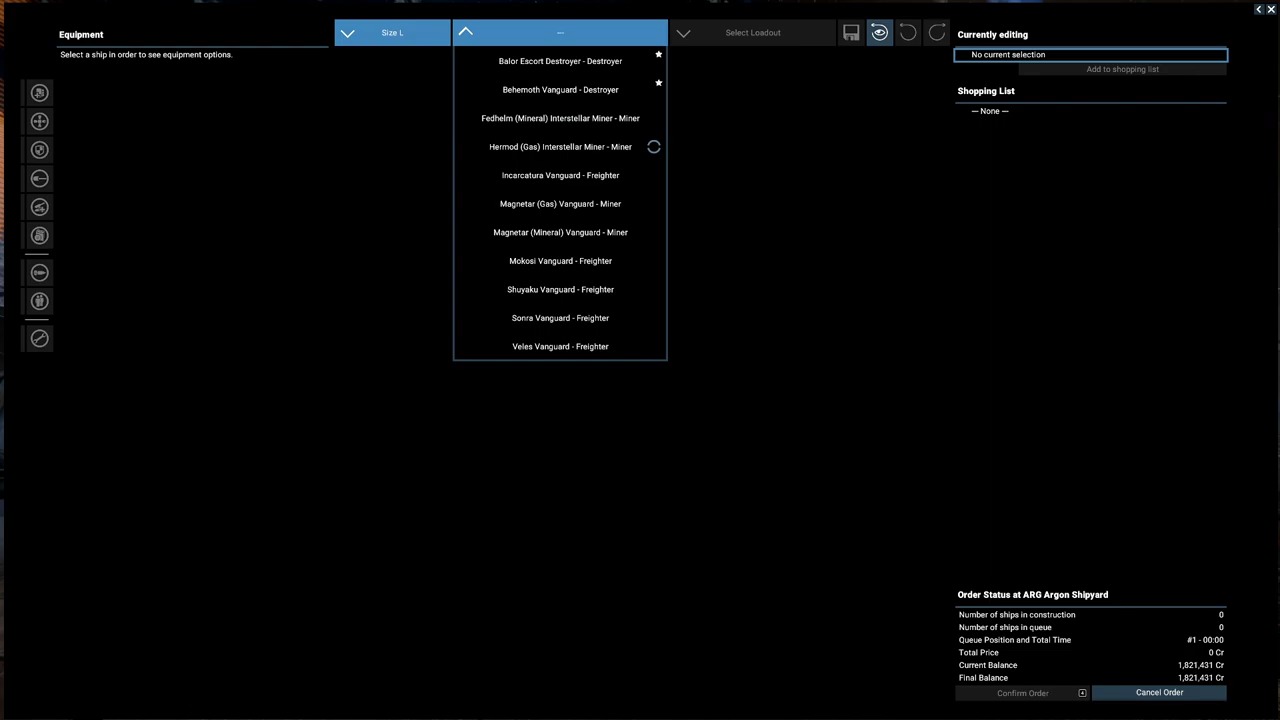 Equipment
Select a ship in order to see equipment options.
Size L
---
Select Loadout
Balor Escort Destroyer - Destroyer
Behemoth Vanguard - Destroyer
Fedhelm (Mineral) Interstellar Miner - Miner
Hermod (Gas) Interstellar Miner - Miner
Incarcatura Vanguard - Freighter
Magnetar (Gas) Vanguard - Miner
Magnetar (Mineral) Vanguard - Miner
Mokosi Vanguard - Freighter
Shuyaku Vanguard - Freighter
Sonra Vanguard - Freighter
Veles Vanguard - Freighter
Currently editing
No current selection
Add to shopping list
Shopping List
— None —
Order Status at ARG Argon Shipyard
Number of ships in construction 0
Number of ships in queue 0
Queue Position and Total Time #1 - 00:00
Total Price 0 Cr
Current Balance 1,821,431 Cr
Final Balance 1,821,431 Cr
Confirm Order
Cancel Order